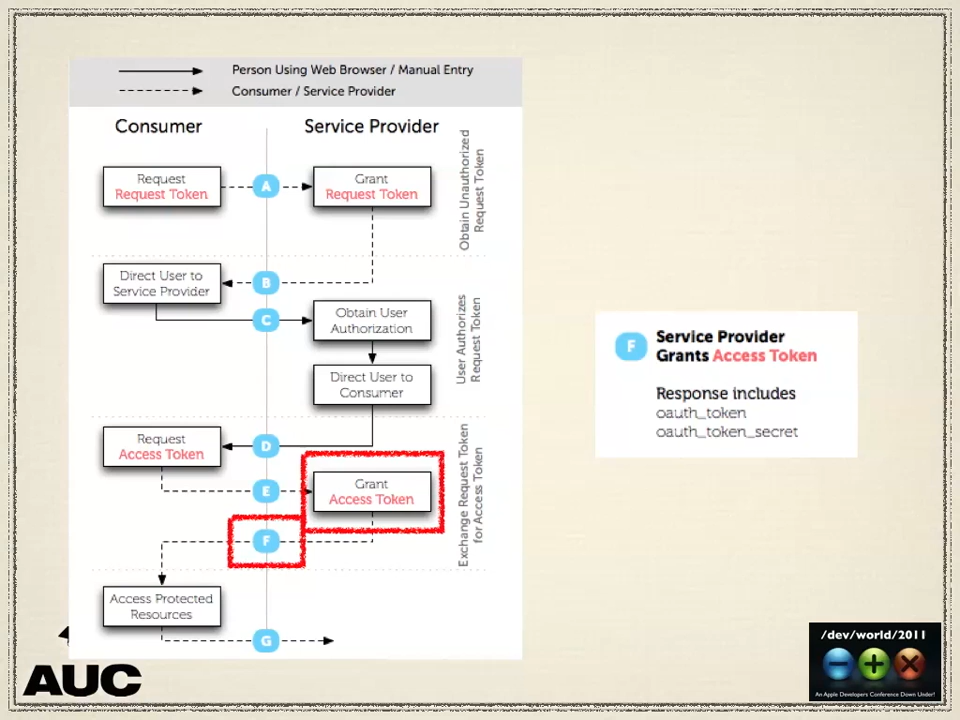 Person Using Web Browser / Manual Entry
Consumer / Service Provider
Consumer
Service Provider
Request
Request Token
A
Grant
Request Token
Obtain Unauthorized
Request Token
Direct User to
Service Provider
B
C
Obtain User
Authorization
Direct User to
Consumer
User Authorizes
Request Token
Request
Access Token
D
E
Grant
Access Token
F
Exchange Request Token
for Access Token
Access Protected
Resources
G
F
Service Provider
Grants Access Token
Response includes
oauth_token
oauth_token_secret
AUC
/dev/world/2011
An Apple Developers Conference Down Under!